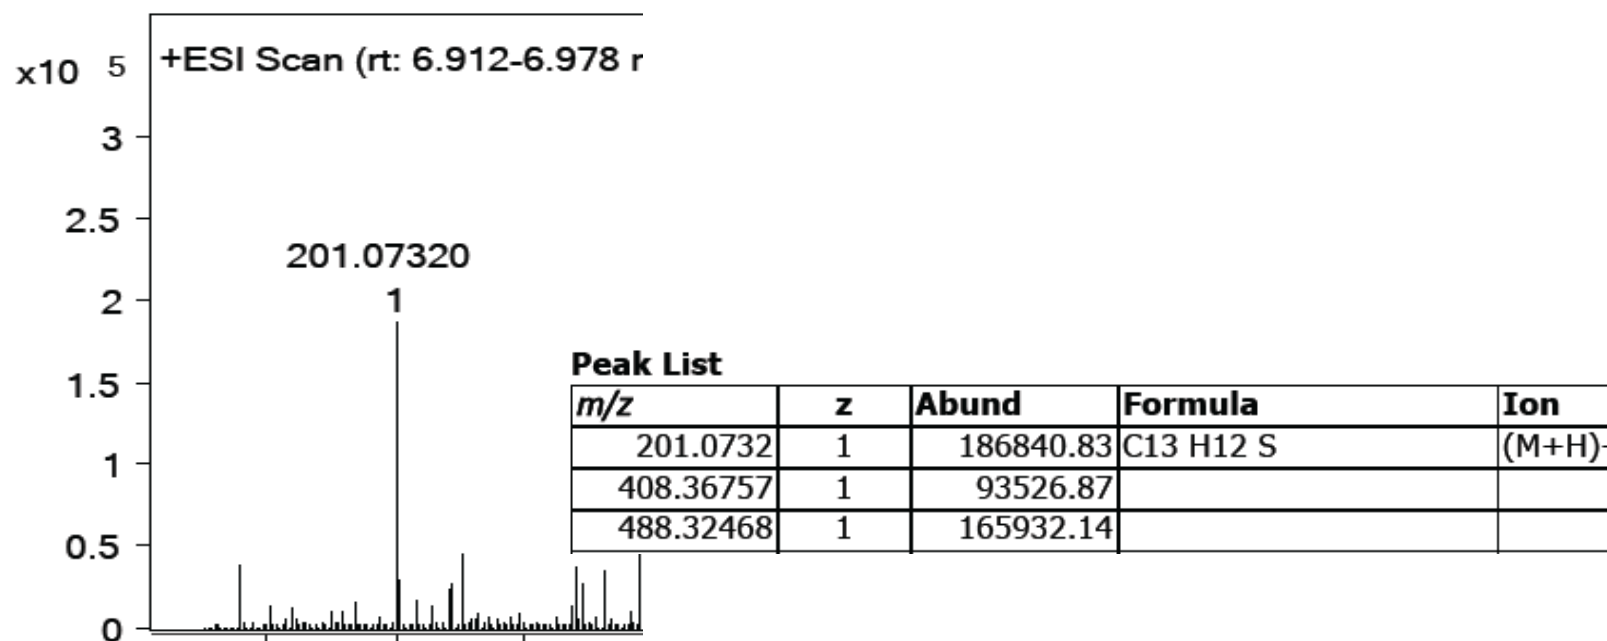 x10 5
+ESI Scan (rt: 6.912-6.978 r
3
2.5
201.07320
1
2
1.5
1
0.5
0
Peak List
m/z z Abund Formula Ion
201.0732 1 186840.83 C13 H12 S (M+H)
408.36757 1 93526.87
488.32468 1 165932.14